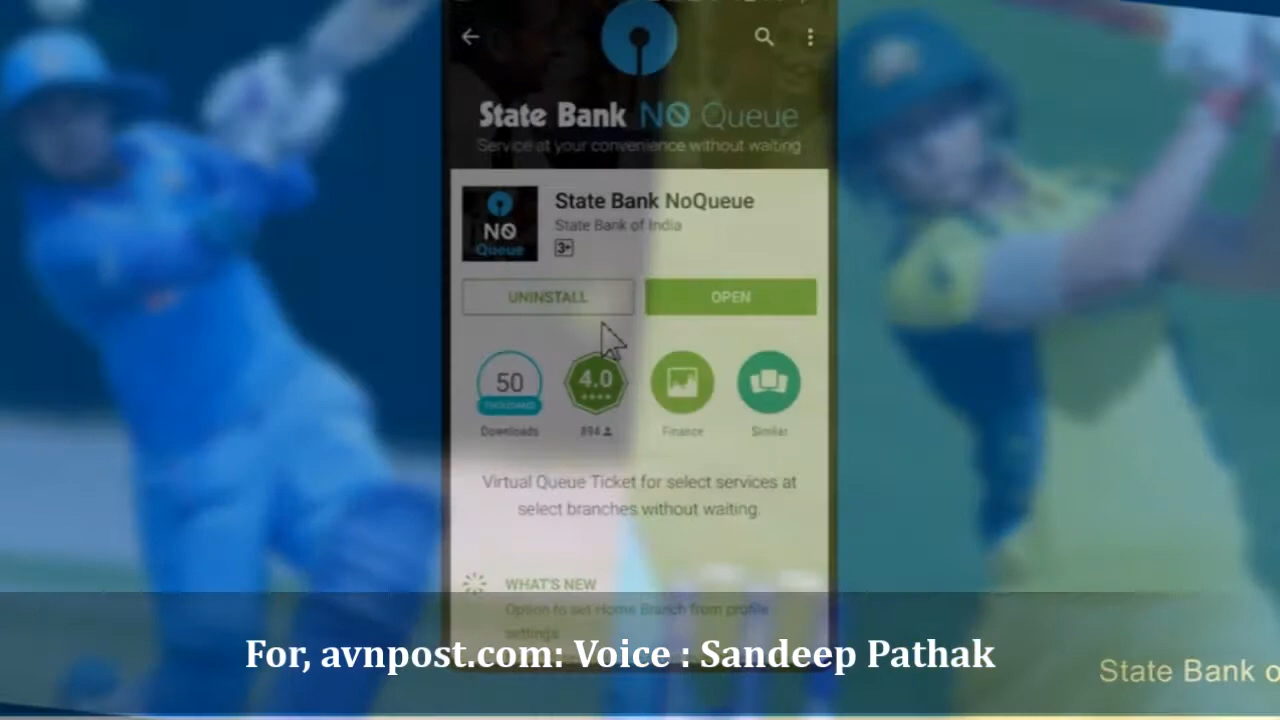 State Bank NO Queue
Service at your convenience without waiting
NO
Queue
State Bank NoQueue
State Bank of India
3+
UNINSTALL
OPEN
50
THOUSAND
4.0
Downloads
894
Finance
Similar
Virtual Queue Ticket for select services at
select branches without waiting.
WHAT'S NEW
Option to set Home Branch from profile
settings
For, avnpost.com: Voice : Sandeep Pathak
State Bank o